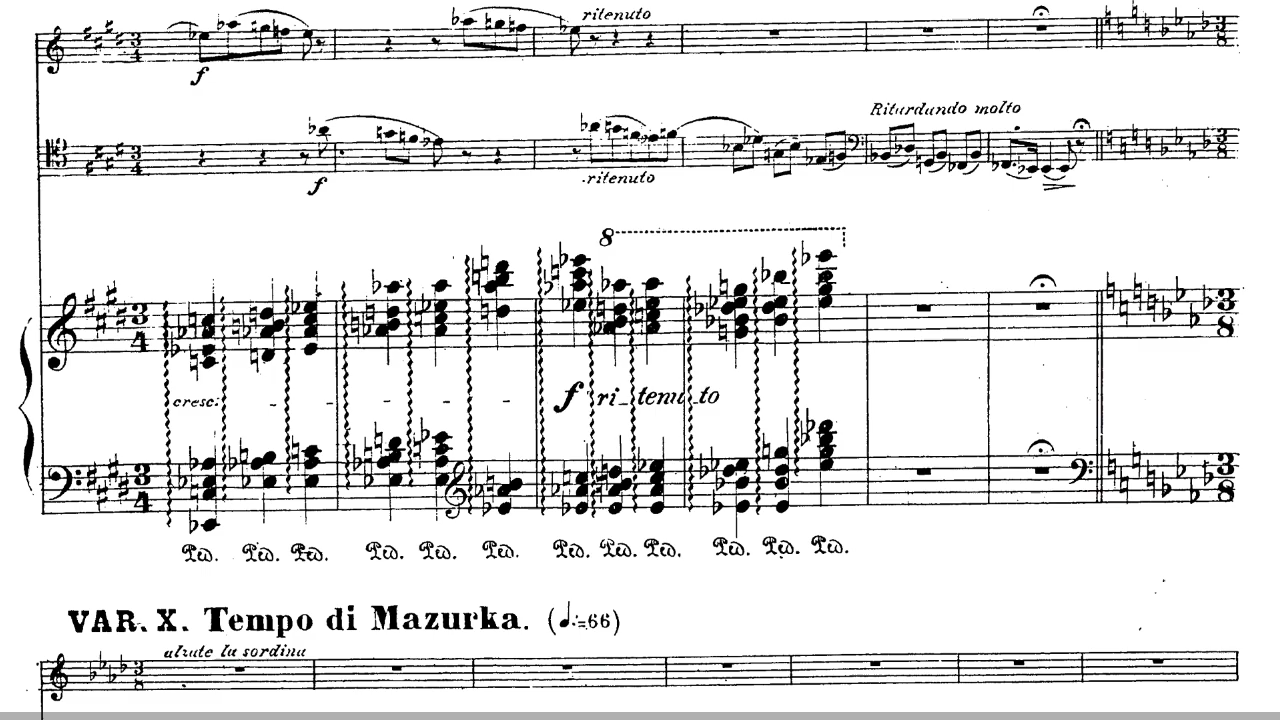 ritenuto
f
Ritardando molto
f
ritenuto
8
cresc:
f ritenuto
Ped. Ped. Ped. Ped. Ped. Ped. Ped. Ped. Ped. Ped. Ped. Ped.
VAR. X. Tempo di Mazurka. (𝅗𝅥.=66)
alzate la sordina